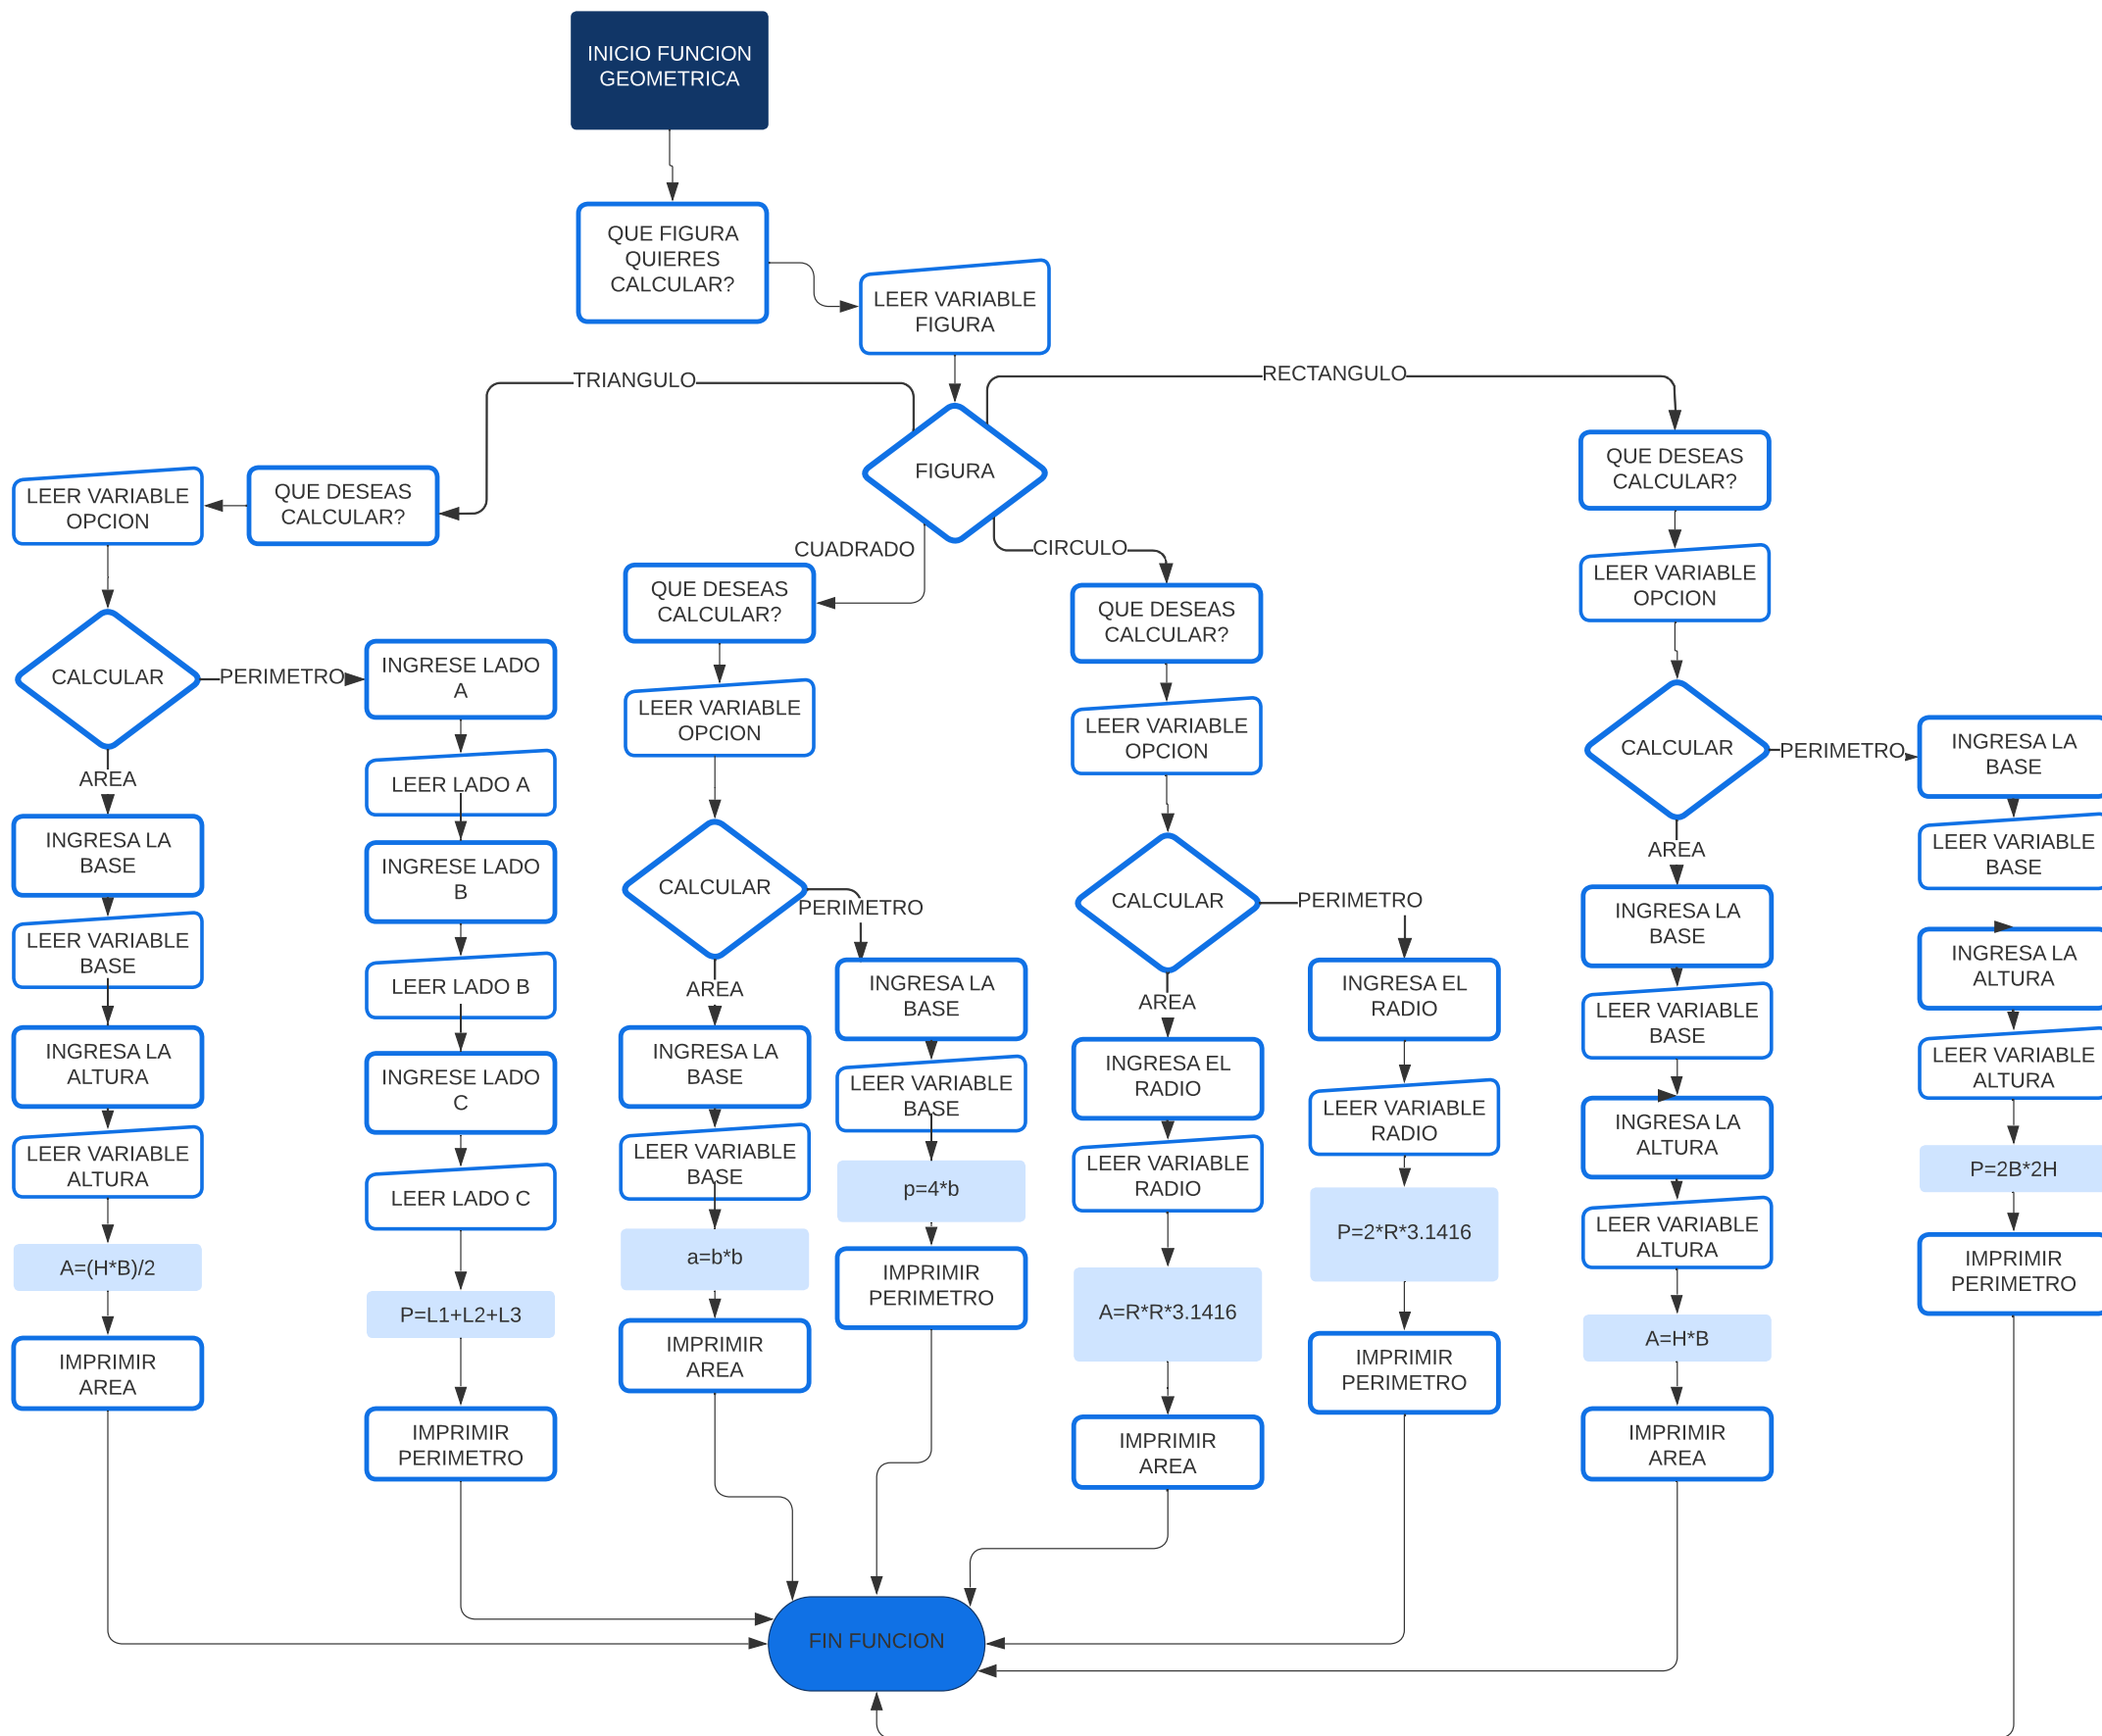 INICIO FUNCION
GEOMETRICA
QUE FIGURA
QUIERES
CALCULAR?
LEER VARIABLE
FIGURA
TRIANGULO
RECTANGULO
FIGURA
CUADRADO
CIRCULO
QUE DESEAS
CALCULAR?
LEER VARIABLE
OPCION
CALCULAR
PERIMETRO
AREA
INGRESA LA
BASE
LEER VARIABLE
BASE
INGRESA LA
ALTURA
LEER VARIABLE
ALTURA
A=(H*B)/2
IMPRIMIR
AREA
INGRESE LADO
A
LEER LADO A
INGRESE LADO
B
LEER LADO B
INGRESE LADO
C
LEER LADO C
P=L1+L2+L3
IMPRIMIR
PERIMETRO
QUE DESEAS
CALCULAR?
LEER VARIABLE
OPCION
CALCULAR
PERIMETRO
AREA
INGRESA LA
BASE
LEER VARIABLE
BASE
a=b*b
IMPRIMIR
AREA
INGRESA LA
BASE
LEER VARIABLE
BASE
p=4*b
IMPRIMIR
PERIMETRO
QUE DESEAS
CALCULAR?
LEER VARIABLE
OPCION
CALCULAR
PERIMETRO
AREA
INGRESA EL
RADIO
LEER VARIABLE
RADIO
A=R*R*3.1416
IMPRIMIR
AREA
INGRESA EL
RADIO
LEER VARIABLE
RADIO
P=2*R*3.1416
IMPRIMIR
PERIMETRO
QUE DESEAS
CALCULAR?
LEER VARIABLE
OPCION
CALCULAR
PERIMETRO
AREA
INGRESA LA
BASE
LEER VARIABLE
BASE
INGRESA LA
ALTURA
LEER VARIABLE
ALTURA
A=H*B
IMPRIMIR
AREA
INGRESA LA
BASE
LEER VARIABLE
BASE
INGRESA LA
ALTURA
LEER VARIABLE
ALTURA
P=2B*2H
IMPRIMIR
PERIMETRO
FIN FUNCION